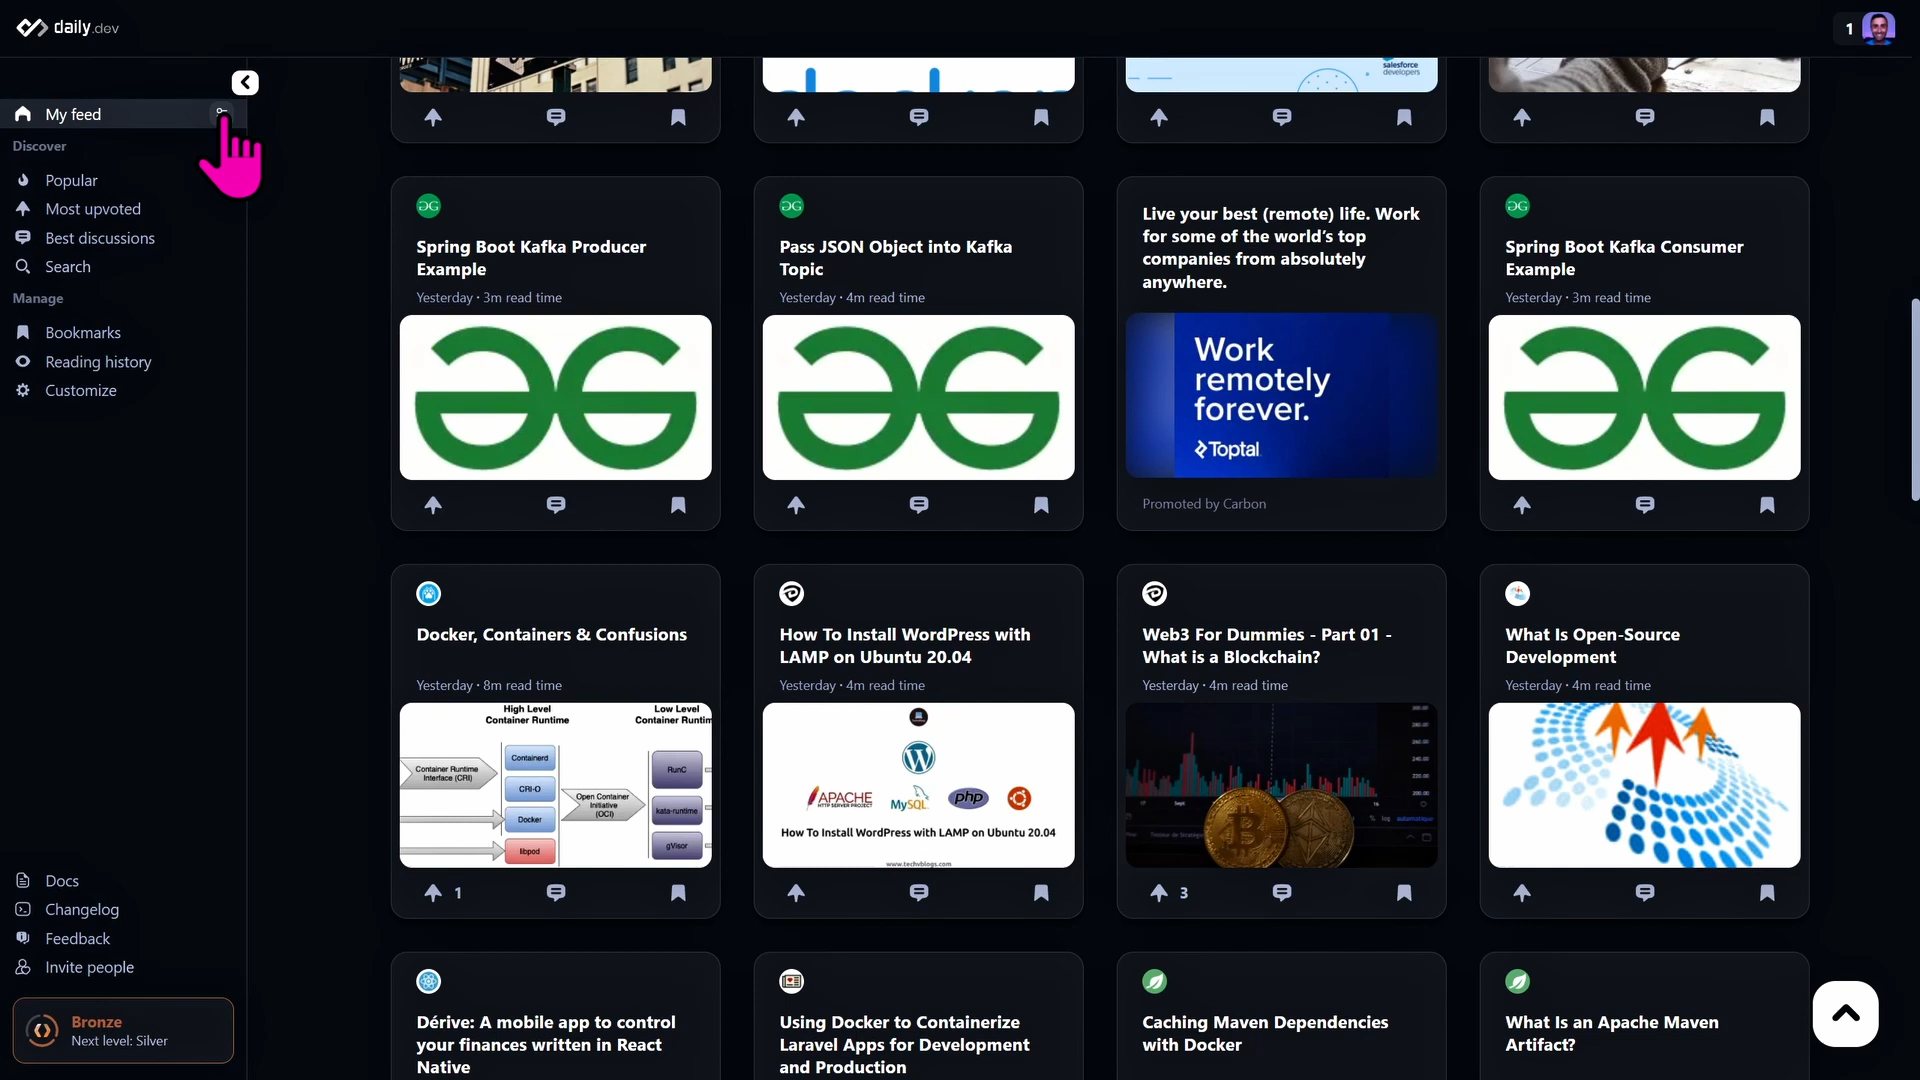 daily.dev
1
My feed
Discover
Popular
Most upvoted
Best discussions
Search
Manage
Bookmarks
Reading history
Customize
Docs
Changelog
Feedback
Invite people
Bronze
Next level: Silver
salesforce
developers
Spring Boot Kafka Producer
Example
Yesterday · 3m read time
Pass JSON Object into Kafka
Topic
Yesterday · 4m read time
Live your best (remote) life. Work
for some of the world’s top
companies from absolutely
anywhere.
Work
remotely
forever.
Toptal
Promoted by Carbon
Spring Boot Kafka Consumer
Example
Yesterday · 3m read time
Docker, Containers & Confusions
Yesterday · 8m read time
High Level
Container Runtime
Low Level
Container Runtim
Container Runtime
Interface (CRI)
Containerd
CRI-O
Docker
libpod
Open Container
Initiative
(OCI)
RunC
kata-runtime
gVisor
1
How To Install WordPress with
LAMP on Ubuntu 20.04
Yesterday · 4m read time
APACHE
HTTP SERVER PROJECT
MySQL
php
How To Install WordPress with LAMP on Ubuntu 20.04
www.techvblogs.com
Web3 For Dummies - Part 01 -
What is a Blockchain?
Yesterday · 4m read time
3
What Is Open-Source
Development
Yesterday · 4m read time
Dérive: A mobile app to control
your finances written in React
Native
Using Docker to Containerize
Laravel Apps for Development
and Production
Caching Maven Dependencies
with Docker
What Is an Apache Maven
Artifact?